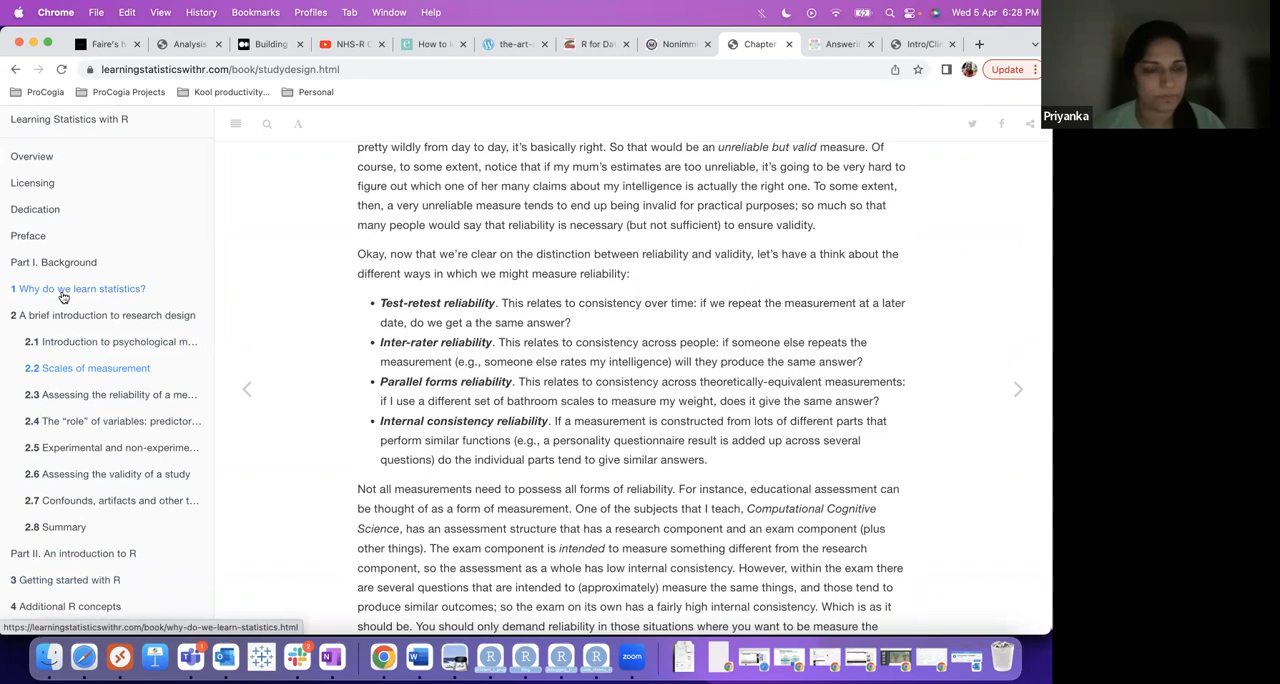 Chrome File Edit View History Bookmarks Profiles Tab Window Help
Wed 5 Apr 6:28 PM
Faire's h
Analysis
Building
NHS-R C
How to l
the-art-
R for Da
Nonimm
Chapter
Answerin
Intro/Cli
learningstatisticswithr.com/book/studydesign.html
Update
ProCogia
ProCogia Projects
Kool productivity...
Personal
Priyanka
Learning Statistics with R
Overview
Licensing
Dedication
Preface
Part I. Background
1 Why do we learn statistics?
2 A brief introduction to research design
2.1 Introduction to psychological m...
2.2 Scales of measurement
2.3 Assessing the reliability of a me...
2.4 The “role” of variables: predictor...
2.5 Experimental and non-experime...
2.6 Assessing the validity of a study
2.7 Confounds, artifacts and other t...
2.8 Summary
Part II. An introduction to R
3 Getting started with R
4 Additional R concepts
https://learningstatisticswithr.com/book/why-do-we-learn-statistics.html
A
pretty wildly from day to day, it’s basically right. So that would be an unreliable but valid measure. Of
course, to some extent, notice that if my mum’s estimates are too unreliable, it’s going to be very hard to
figure out which one of her many claims about my intelligence is actually the right one. To some extent,
then, a very unreliable measure tends to end up being invalid for practical purposes; so much so that
many people would say that reliability is necessary (but not sufficient) to ensure validity.
Okay, now that we’re clear on the distinction between reliability and validity, let’s have a think about the
different ways in which we might measure reliability:
• Test-retest reliability. This relates to consistency over time: if we repeat the measurement at a later
date, do we get a the same answer?
• Inter-rater reliability. This relates to consistency across people: if someone else repeats the
measurement (e.g., someone else rates my intelligence) will they produce the same answer?
• Parallel forms reliability. This relates to consistency across theoretically-equivalent measurements:
if I use a different set of bathroom scales to measure my weight, does it give the same answer?
• Internal consistency reliability. If a measurement is constructed from lots of different parts that
perform similar functions (e.g., a personality questionnaire result is added up across several
questions) do the individual parts tend to give similar answers.
Not all measurements need to possess all forms of reliability. For instance, educational assessment can
be thought of as a form of measurement. One of the subjects that I teach, Computational Cognitive
Science, has an assessment structure that has a research component and an exam component (plus
other things). The exam component is intended to measure something different from the research
component, so the assessment as a whole has low internal consistency. However, within the exam there
are several questions that are intended to (approximately) measure the same things, and those tend to
produce similar outcomes; so the exam on its own has a fairly high internal consistency. Which is as it
should be. You should only demand reliability in those situations where you want to be measure the
zoom